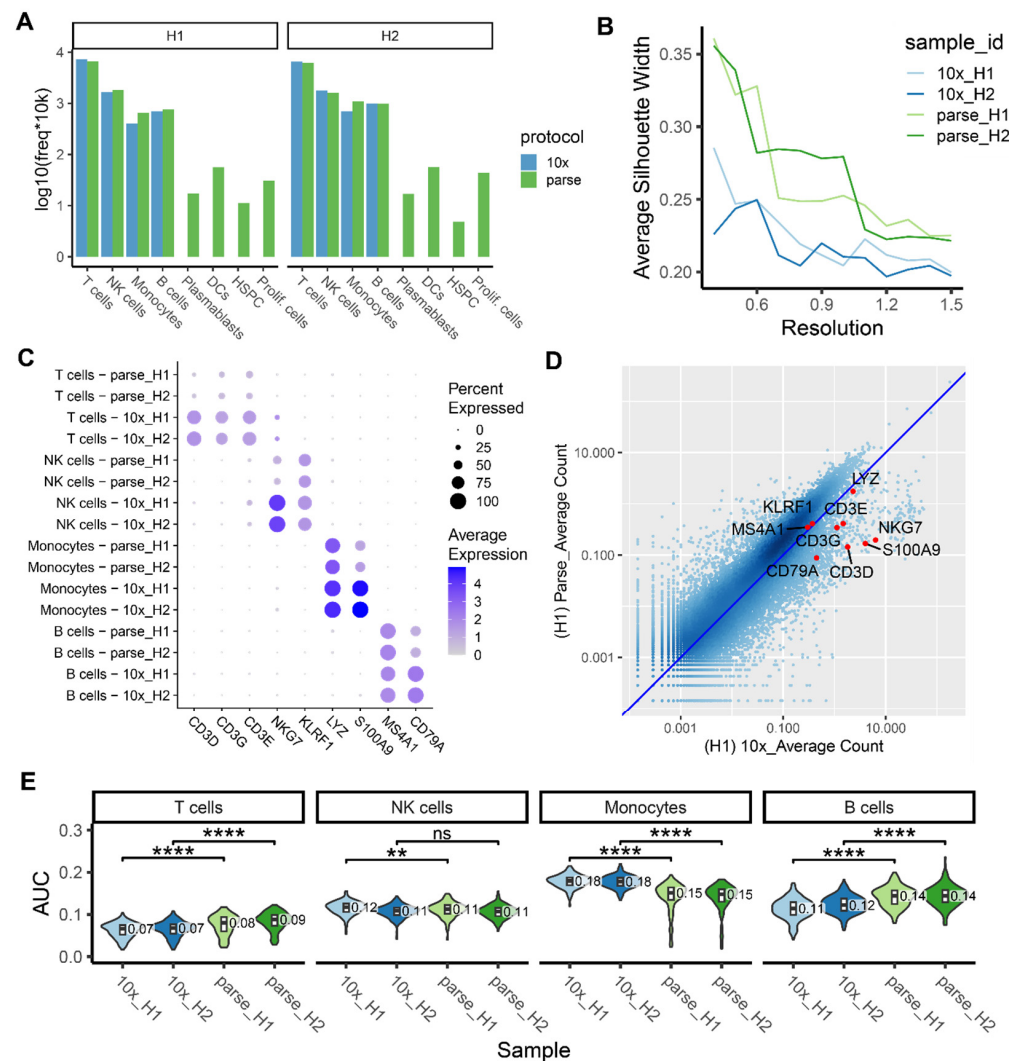 A
H1
H2
log10(freq*10k)
4
3
2
1
0
T cells
NK cells
Monocytes
B cells
Plasmablasts
DCs
HSPC
Prolif. cells
T cells
NK cells
Monocytes
B cells
Plasmablasts
DCs
HSPC
Prolif. cells
protocol
10x
parse
B
Average Silhouette Width
0.35
0.30
0.25
0.20
0.6
0.9
1.2
1.5
Resolution
sample_id
10x_H1
10x_H2
parse_H1
parse_H2
C
T cells – parse_H1
T cells – parse_H2
T cells – 10x_H1
T cells – 10x_H2
NK cells – parse_H1
NK cells – parse_H2
NK cells – 10x_H1
NK cells – 10x_H2
Monocytes – parse_H1
Monocytes – parse_H2
Monocytes – 10x_H1
Monocytes – 10x_H2
B cells – parse_H1
B cells – parse_H2
B cells – 10x_H1
B cells – 10x_H2
CD3D
CD3G
CD3E
NKG7
KLRF1
LYZ
S100A9
MS4A1
CD79A
Percent
Expressed
0
25
50
75
100
Average
Expression
4
3
2
1
0
D
(H1) Parse_Average Count
10.000
0.100
0.001
LYZ
KLRF1
CD3E
MS4A1
CD3G
NKG7
S100A9
CD79A
CD3D
0.001
0.100
10.000
(H1) 10x_Average Count
E
T cells
NK cells
Monocytes
B cells
AUC
0.3
0.2
0.1
0.0
****
****
0.07
0.07
0.08
0.09
ns
**
0.12
0.11
0.11
0.11
****
****
0.18
0.18
0.15
0.15
****
****
0.11
0.12
0.14
0.14
10x_H1
10x_H2
parse_H1
parse_H2
10x_H1
10x_H2
parse_H1
parse_H2
10x_H1
10x_H2
parse_H1
parse_H2
10x_H1
10x_H2
parse_H1
parse_H2
Sample